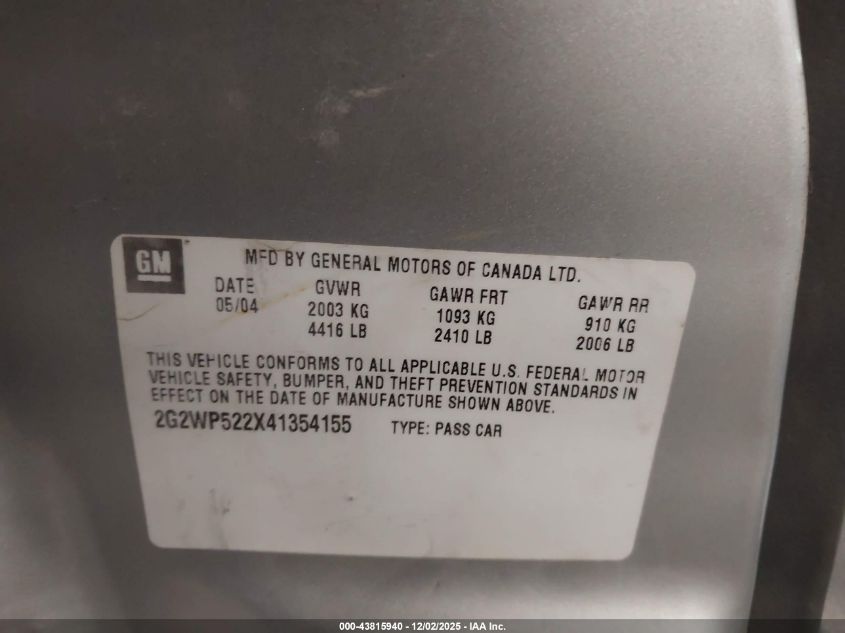 GM
MFD BY GENERAL MOTORS OF CANADA LTD.
DATE GVWR GAWR FRT GAWR RR
05/04 2003 KG 1093 KG 910 KG
4416 LB 2410 LB 2006 LB
THIS VEHICLE CONFORMS TO ALL APPLICABLE U.S. FEDERAL MOTOR
VEHICLE SAFETY, BUMPER, AND THEFT PREVENTION STANDARDS IN
EFFECT ON THE DATE OF MANUFACTURE SHOWN ABOVE.
2G2WP522X41354155 TYPE: PASS CAR
000-43815940 - 12/02/2025 - IAA Inc.